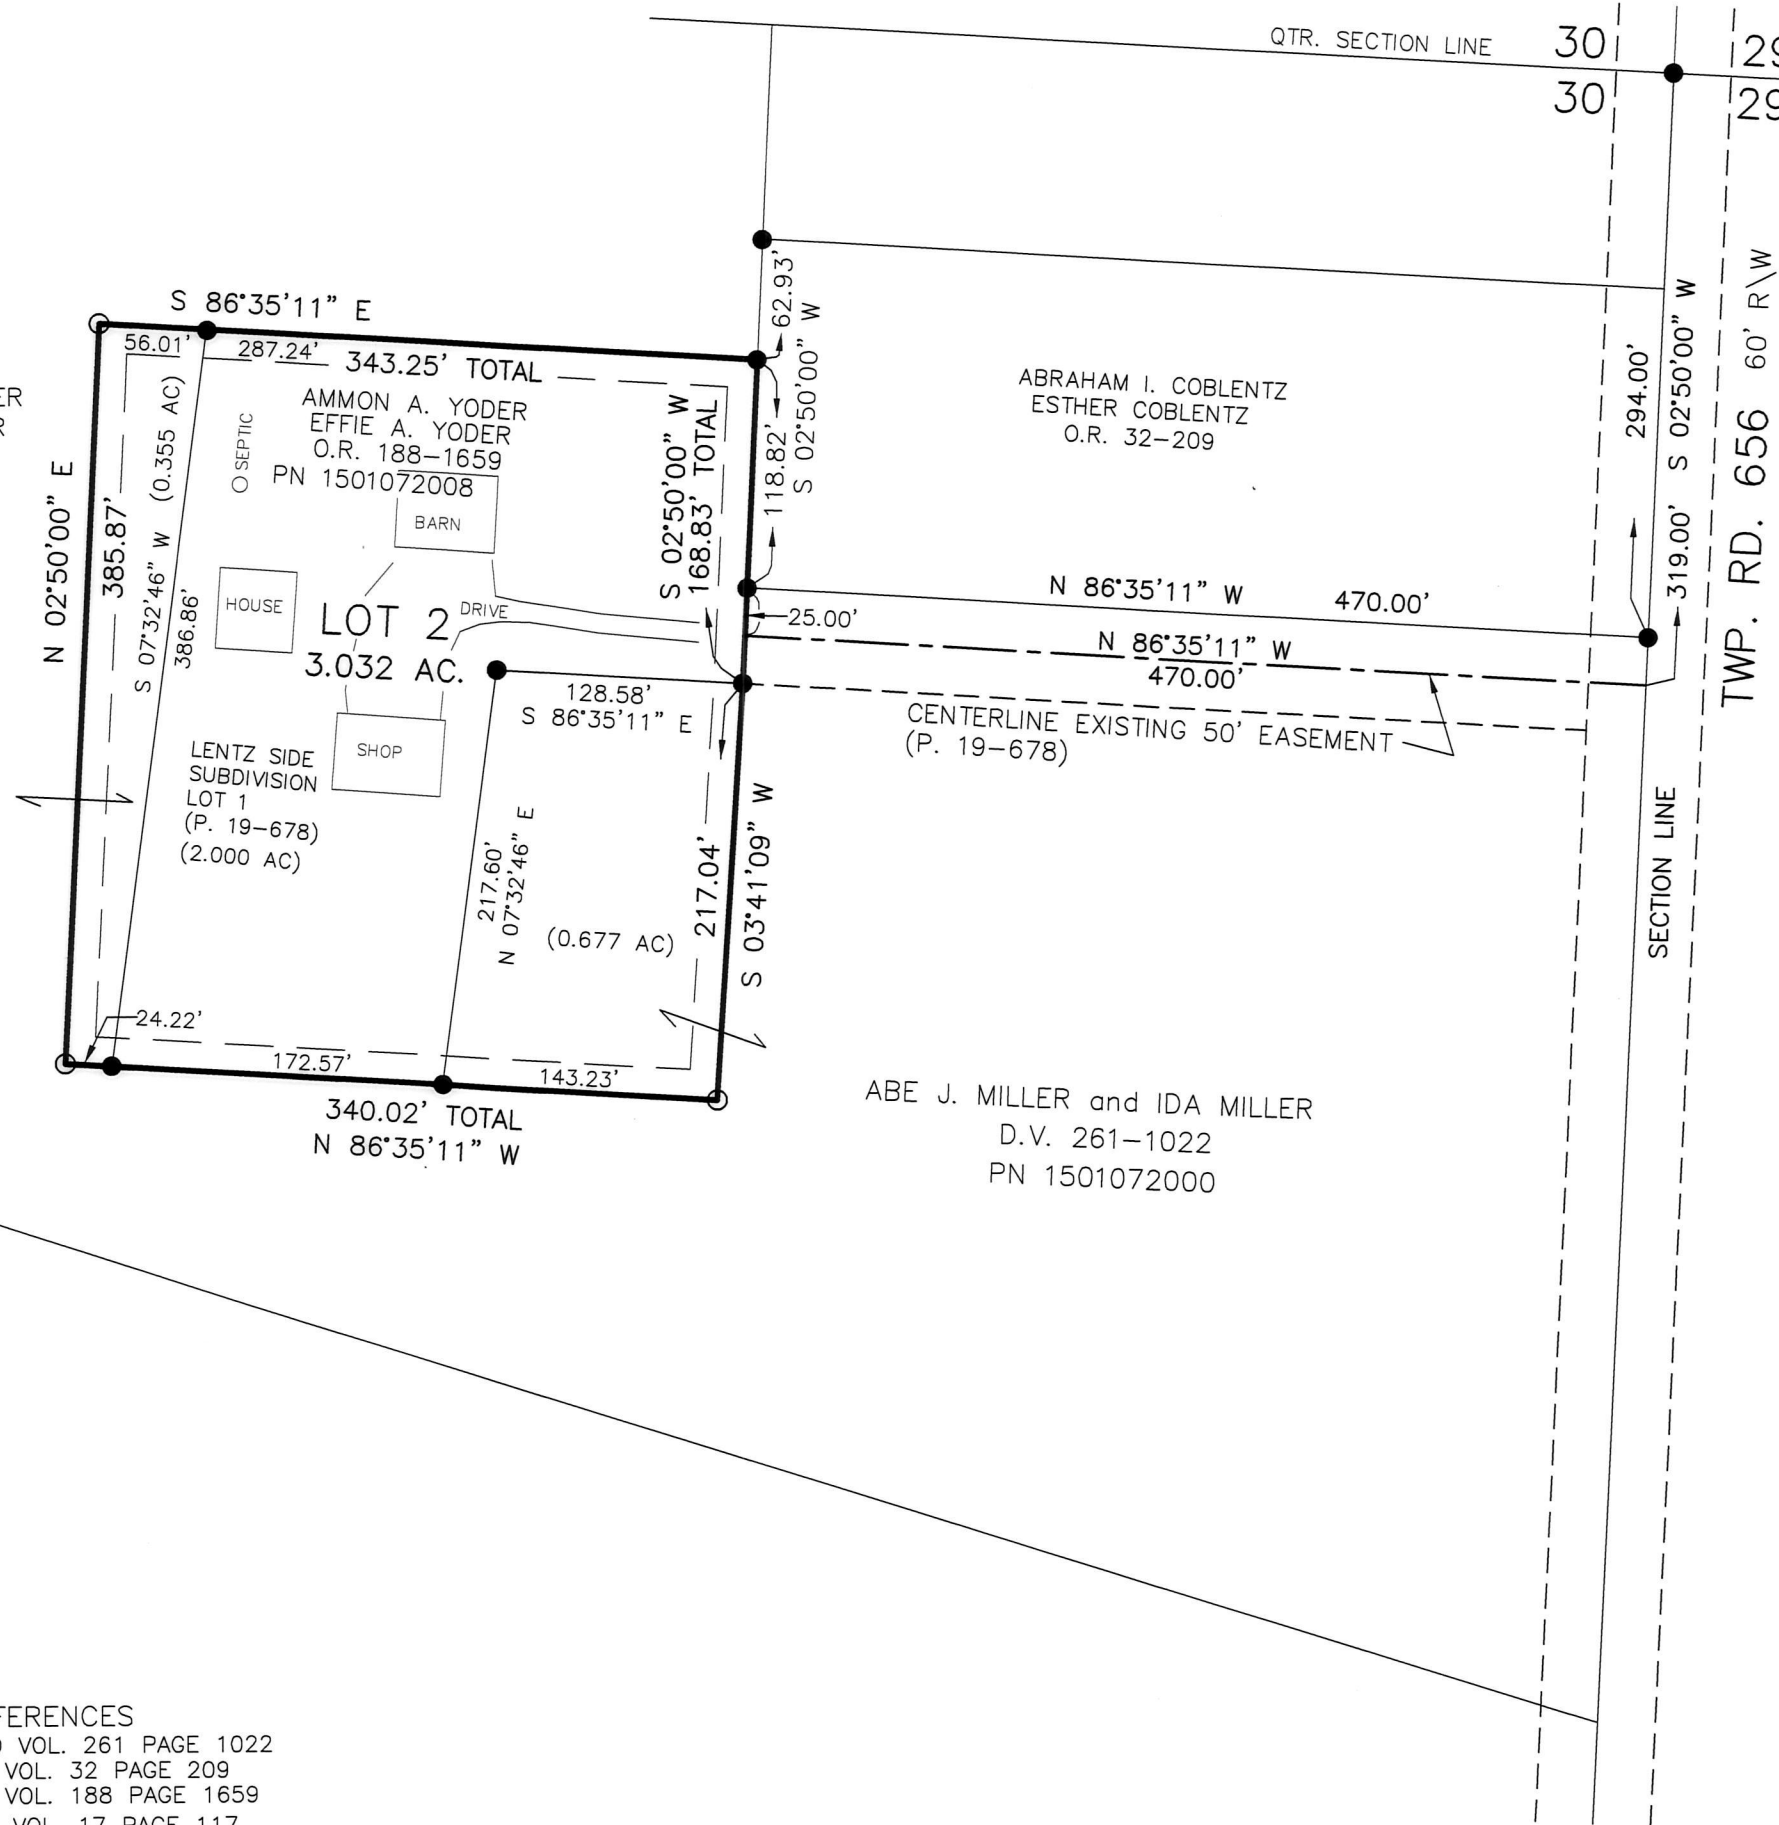 QTR. SECTION LINE
30
30
29
29
S 86°35'11" E
56.01'
287.24'
343.25' TOTAL
62.93'
S 02°50'00" W
118.82'
S 02°50'00" W
168.83' TOTAL
AMMON A. YODER
EFFIE A. YODER
O.R. 188-1659
PN 1501072008
SEPTIC
BARN
HOUSE
LOT 2
3.032 AC.
DRIVE
SHOP
N 02°50'00" E
385.87'
S 07°32'46" W (0.355 AC)
386.86'
LENTZ SIDE
SUBDIVISION
LOT 1
(P. 19-678)
(2.000 AC)
128.58'
S 86°35'11" E
217.60'
N 07°32'46" E
(0.677 AC)
217.04'
S 03°41'09" W
24.22'
172.57'
143.23'
340.02' TOTAL
N 86°35'11" W
ABRAHAM I. COBLENTZ
ESTHER COBLENTZ
O.R. 32-209
N 86°35'11" W 470.00'
25.00'
N 86°35'11" W
470.00'
CENTERLINE EXISTING 50' EASEMENT
(P. 19-678)
294.00'
319.00' S 02°50'00" W
TWP. RD. 656 60' R\W
SECTION LINE
ABE J. MILLER and IDA MILLER
D.V. 261-1022
PN 1501072000
FERENCES
VOL. 261 PAGE 1022
VOL. 32 PAGE 209
VOL. 188 PAGE 1659
VOL. 17 PAGE 117